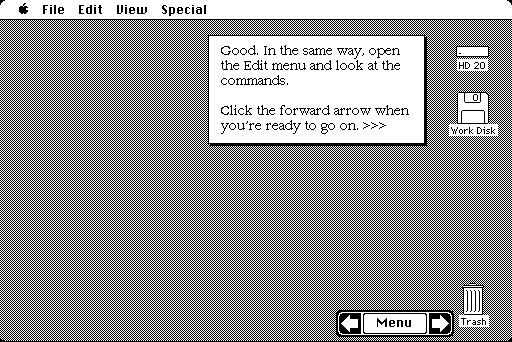 File Edit View Special
Good. In the same way, open
the Edit menu and look at the
commands.
Click the forward arrow when
you're ready to go on. >>>
HD 20
Work Disk
Menu
Trash